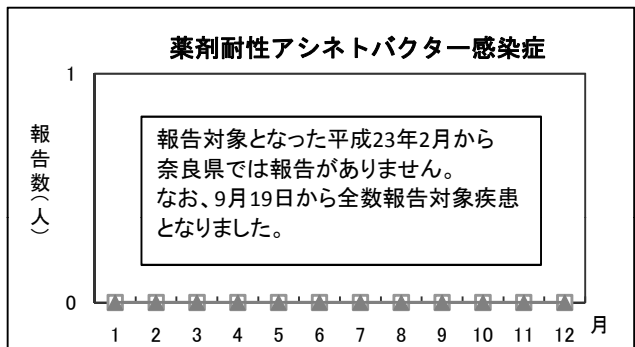 薬剤耐性アシネトバクター感染症
1
報告数(人)
報告対象となった平成23年2月から
奈良県では報告がありません。
なお、9月19日から全数報告対象疾患
となりました。
0
1 2 3 4 5 6 7 8 9 10 11 12 月